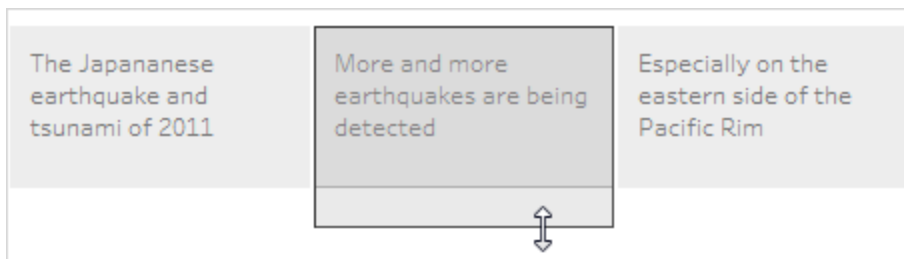 The Japananese
earthquake and
tsunami of 2011
More and more
earthquakes are being
detected
Especially on the
eastern side of the
Pacific Rim